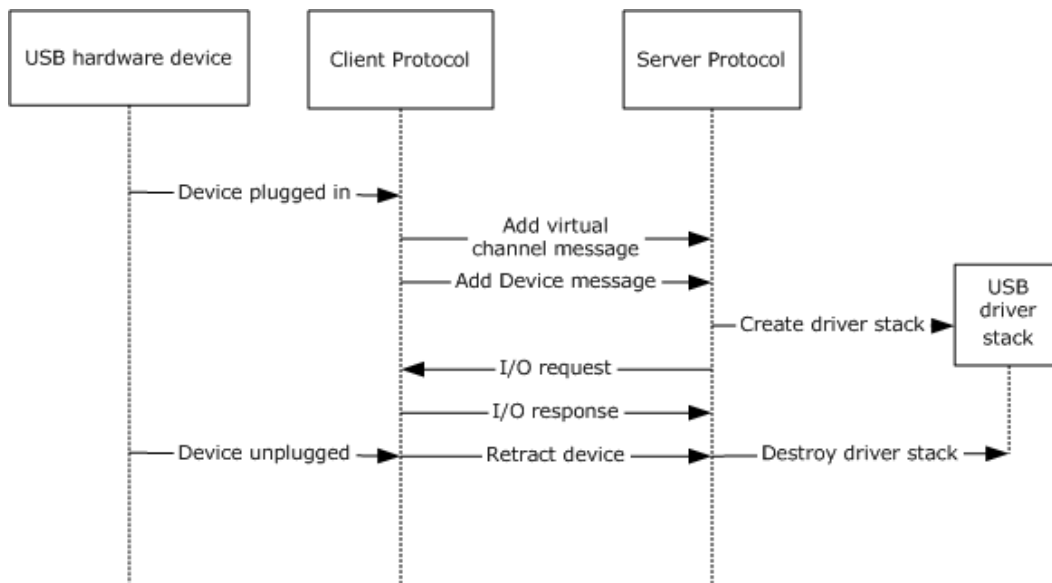 USB hardware device
Client Protocol
Server Protocol
Device plugged in
Add virtual
channel message
Add Device message
USB
driver
stack
Create driver stack
I/O request
I/O response
Device unplugged
Retract device
Destroy driver stack